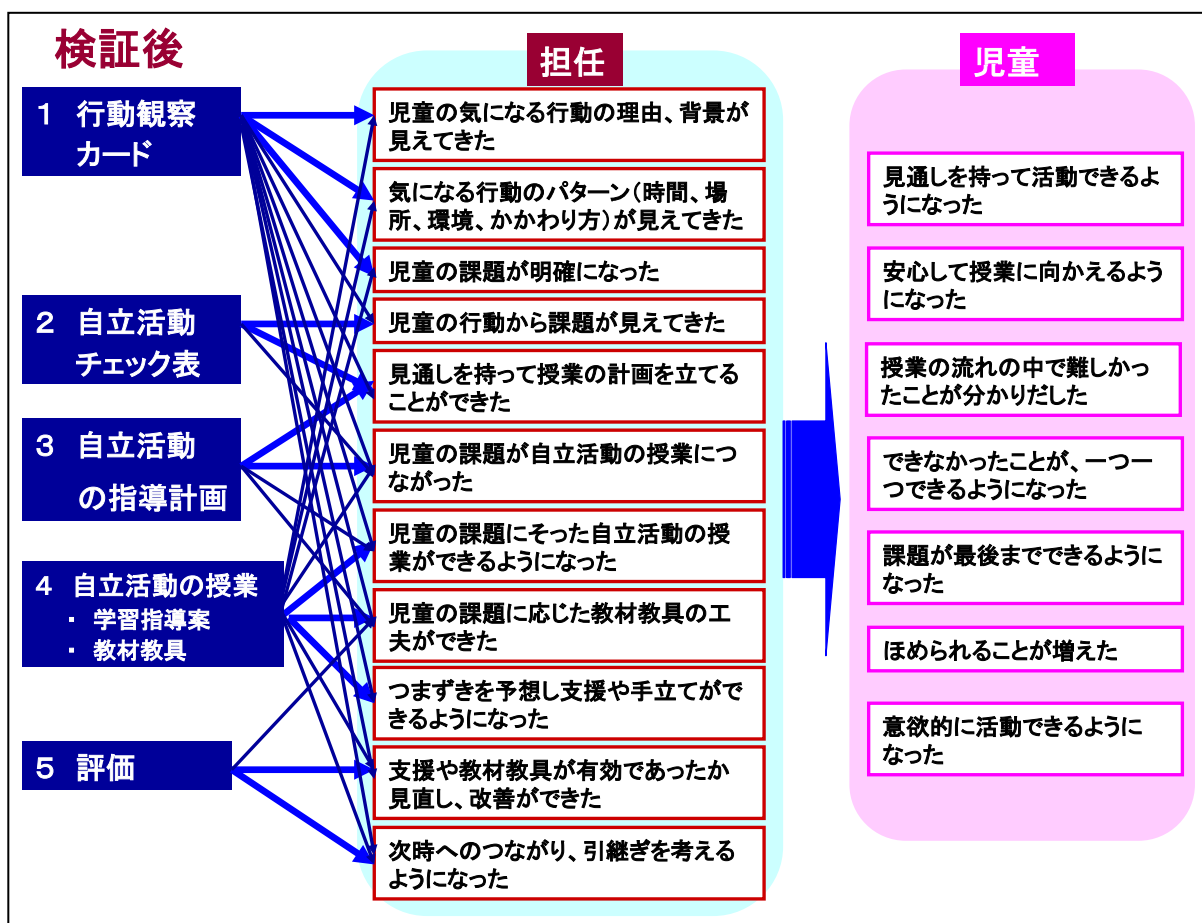 検証後
１ 行動観察
カード
２ 自立活動
チェック表
３ 自立活動
の指導計画
４ 自立活動の授業
・ 学習指導案
・ 教材教具
５ 評価
担任
児童の気になる行動の理由、背景が
見えてきた
気になる行動のパターン（時間、場
所、環境、かかわり方）が見えてきた
児童の課題が明確になった
児童の行動から課題が見えてきた
見通しを持って授業の計画を立てる
ことができた
児童の課題が自立活動の授業につ
ながった
児童の課題にそった自立活動の授
業ができるようになった
児童の課題に応じた教材教具の工
夫ができた
つまずきを予想し支援や手立てがで
きるようになった
支援や教材教具が有効であったか
見直し、改善ができた
次時へのつながり、引継ぎを考える
ようになった
児童
見通しを持って活動できるよ
うになった
安心して授業に向かえるよう
になった
授業の流れの中で難しかっ
たことが分かりだした
できなかったことが、一つ一
つできるようになった
課題が最後までできるように
なった
ほめられることが増えた
意欲的に活動できるように
なった